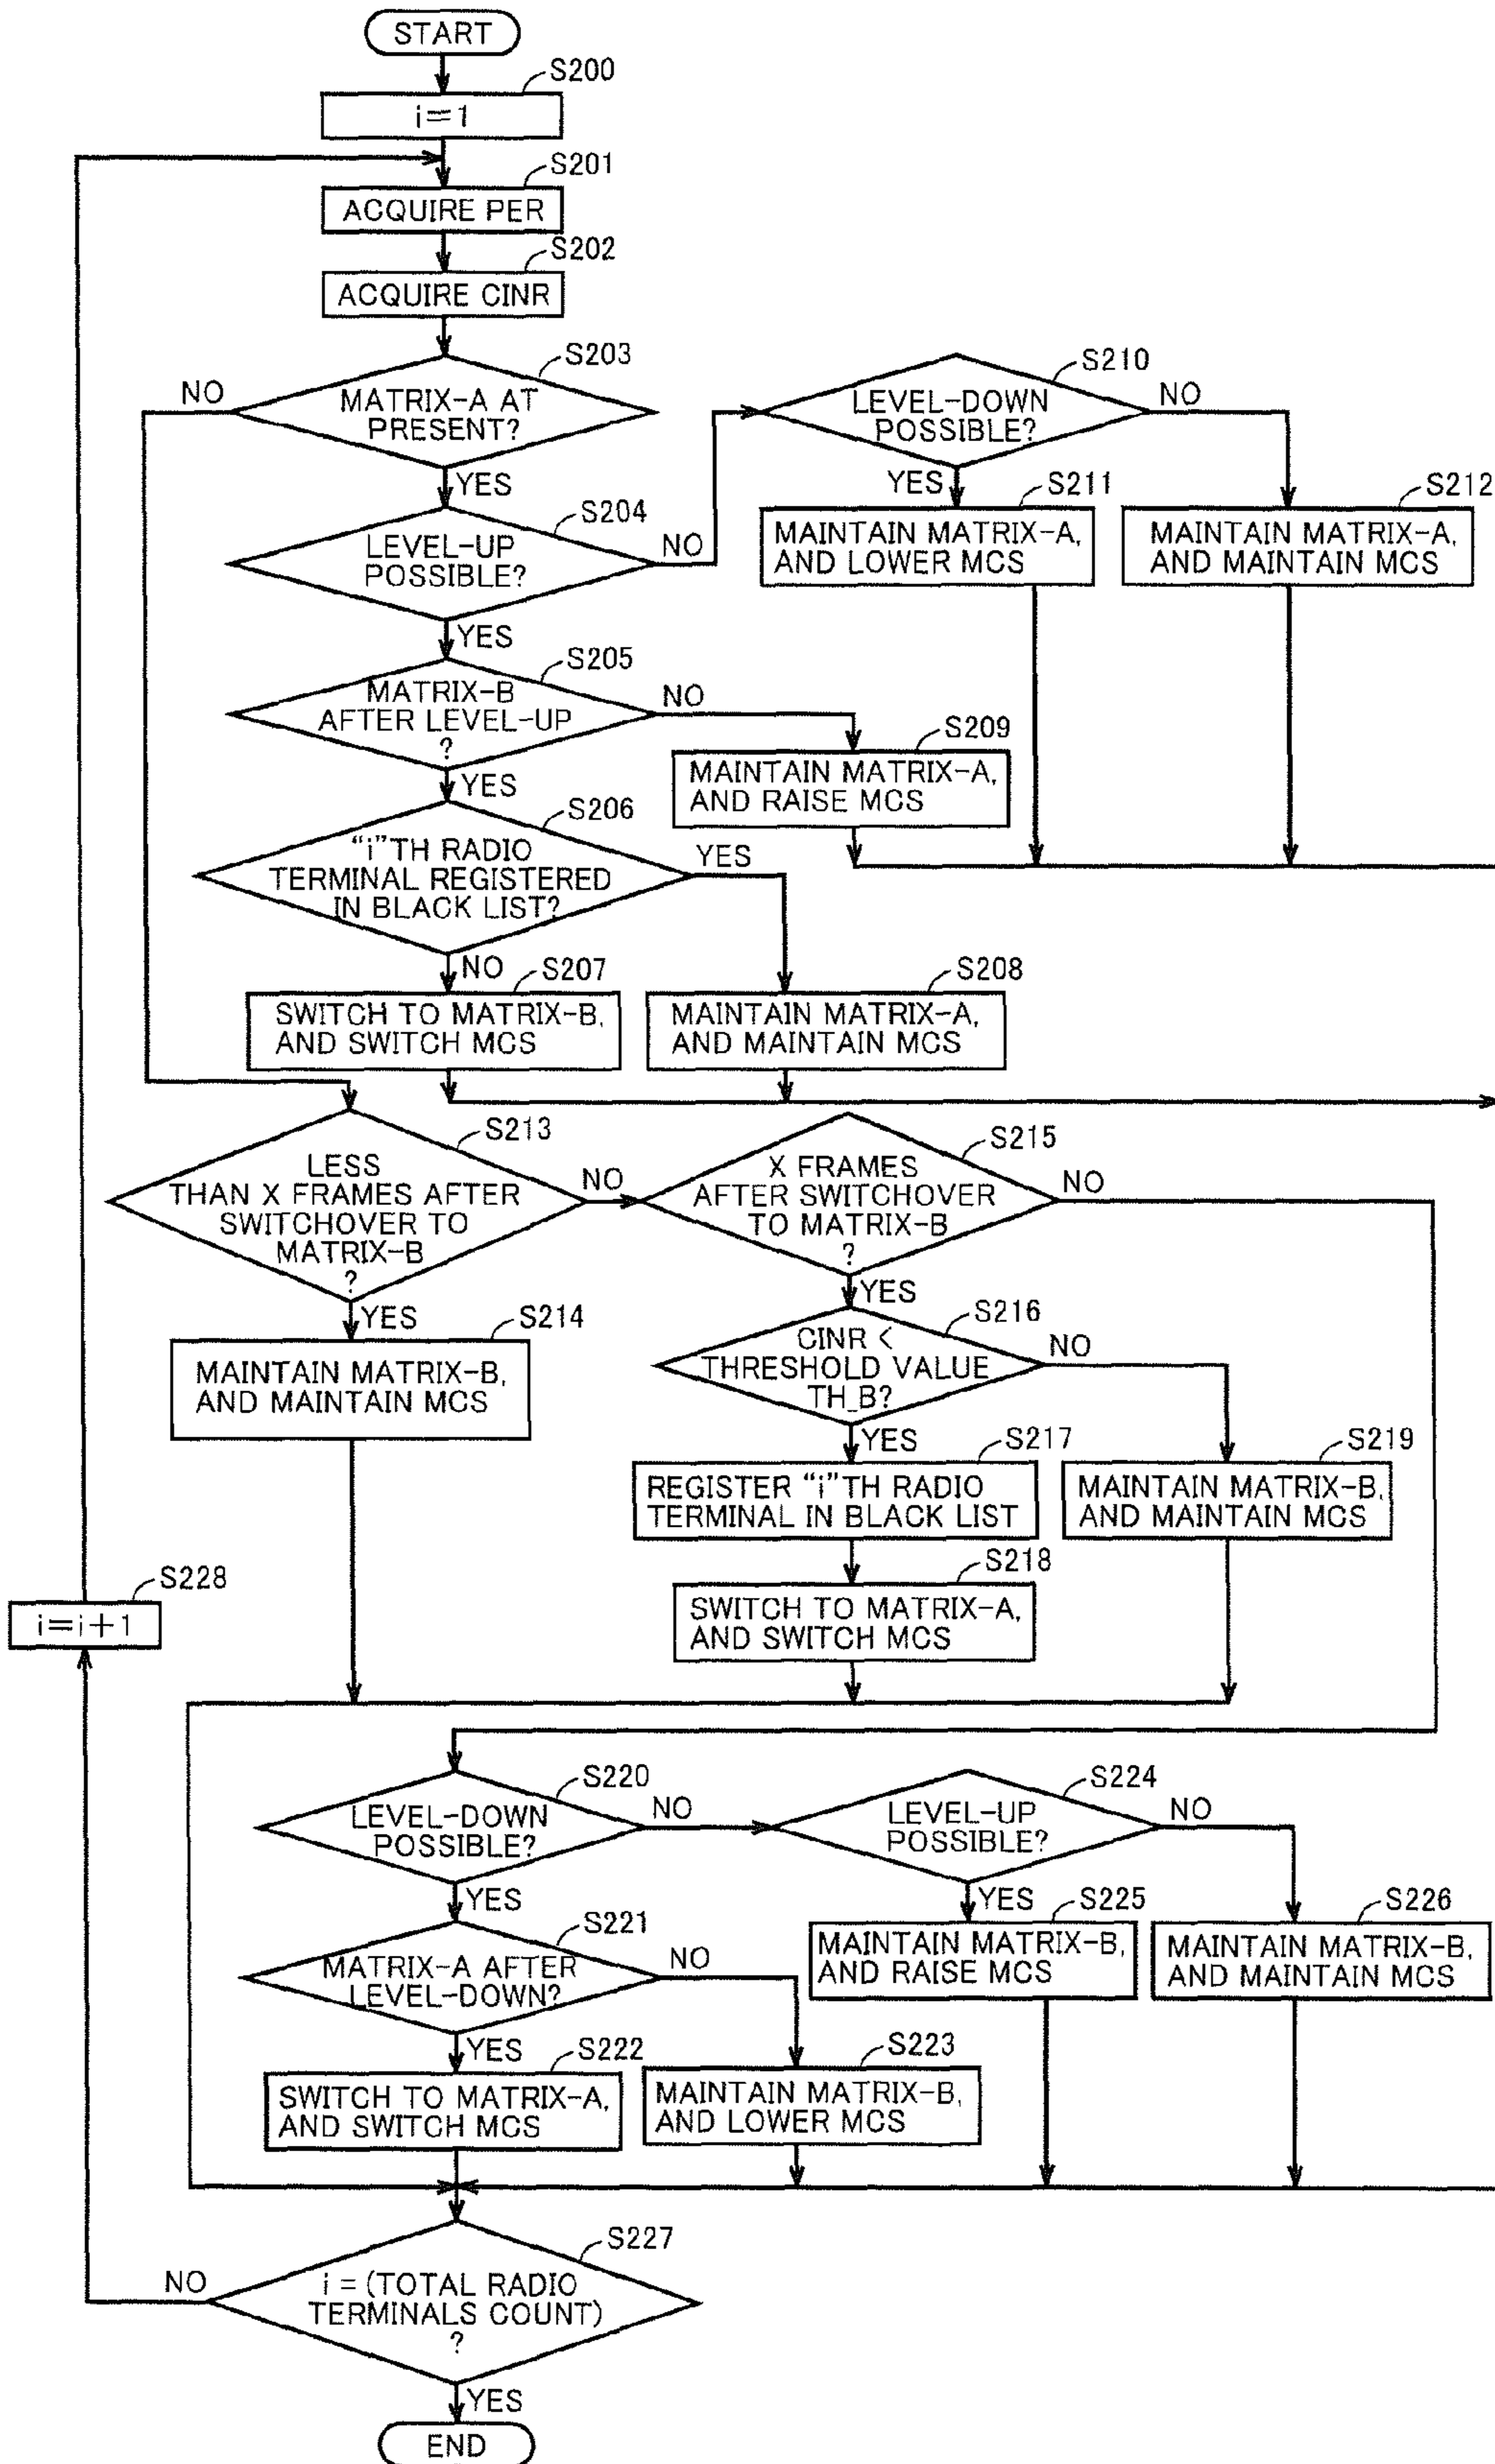 START
S200
i=1
S201
ACQUIRE PER
S202
ACQUIRE CINR
S203
MATRIX-A AT
PRESENT?
NO
YES
S210
LEVEL-DOWN
POSSIBLE?
NO
YES
S211
MAINTAIN MATRIX-A,
AND LOWER MCS
S212
MAINTAIN MATRIX-A,
AND MAINTAIN MCS
S204
LEVEL-UP
POSSIBLE?
NO
YES
S205
MATRIX-B
AFTER LEVEL-UP
?
NO
YES
S209
MAINTAIN MATRIX-A,
AND RAISE MCS
S206
“i”TH RADIO
TERMINAL REGISTERED
IN BLACK LIST?
YES
NO
S207
SWITCH TO MATRIX-B,
AND SWITCH MCS
S208
MAINTAIN MATRIX-A,
AND MAINTAIN MCS
S213
LESS
THAN X FRAMES AFTER
SWITCHOVER TO
MATRIX-B
?
NO
YES
S214
MAINTAIN MATRIX-B,
AND MAINTAIN MCS
S215
X FRAMES
AFTER SWITCHOVER
TO MATRIX-B
?
NO
YES
S216
CINR <
THRESHOLD VALUE
TH_B?
NO
YES
S217
REGISTER “i”TH RADIO
TERMINAL IN BLACK LIST
S219
MAINTAIN MATRIX-B,
AND MAINTAIN MCS
S218
SWITCH TO MATRIX-A,
AND SWITCH MCS
S228
i=i+1
S220
LEVEL-DOWN
POSSIBLE?
NO
YES
S224
LEVEL-UP
POSSIBLE?
NO
YES
S225
MAINTAIN MATRIX-B,
AND RAISE MCS
S226
MAINTAIN MATRIX-B,
AND MAINTAIN MCS
S221
MATRIX-A AFTER
LEVEL-DOWN?
NO
YES
S222
SWITCH TO MATRIX-A,
AND SWITCH MCS
S223
MAINTAIN MATRIX-B,
AND LOWER MCS
S227
i = (TOTAL RADIO
TERMINALS COUNT)
?
NO
YES
END